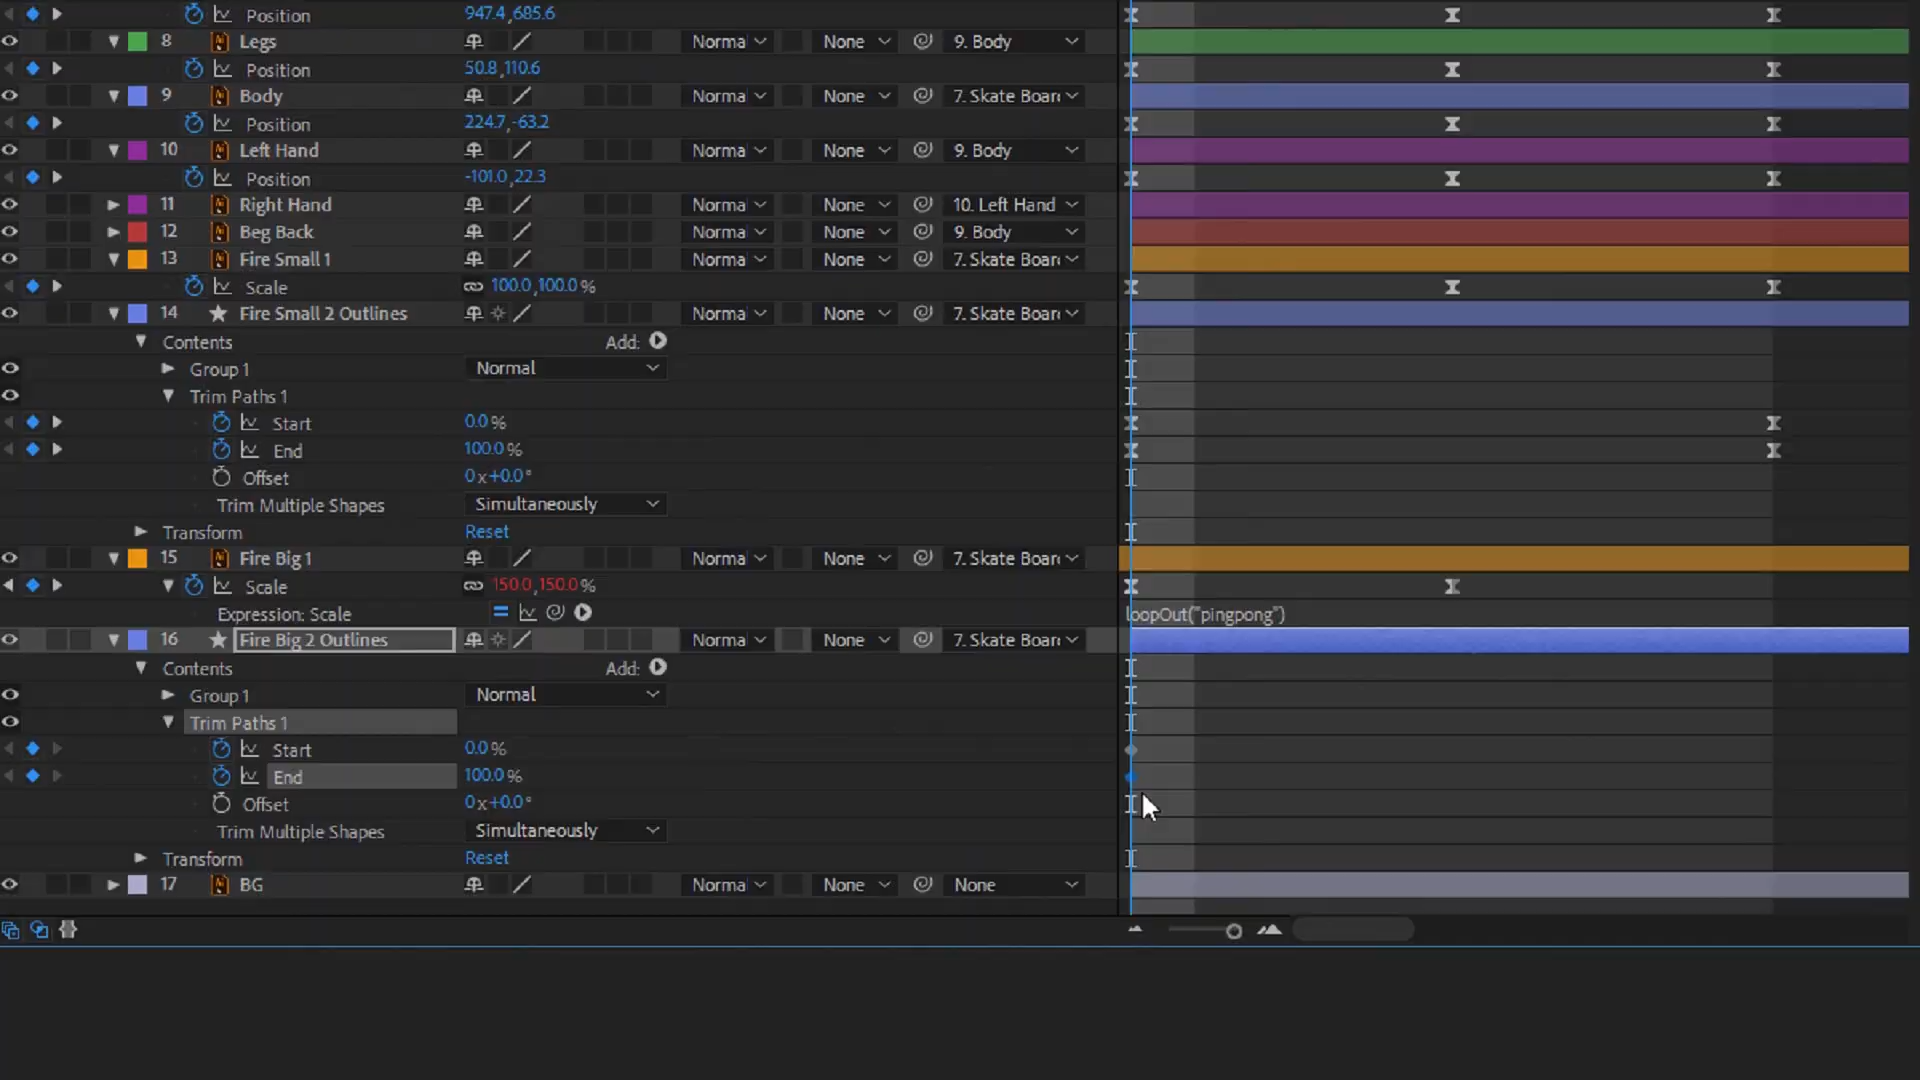 Position 947.4,685.6
8 Legs Norma None 9. Body
Position 50.8,110.6
9 Body Norma None 7. Skate Boar
Position 224.7,-63.2
10 Left Hand Norma None 9. Body
Position -101.0,22.3
11 Right Hand Norma None 10. Left Hand
12 Beg Back Norma None 9. Body
13 Fire Small 1 Norma None 7. Skate Boar
Scale 100.0,100.0 %
14 Fire Small 2 Outlines Norma None 7. Skate Boar
Contents Add:
Group 1 Normal
Trim Paths 1
Start 0.0 %
End 100.0 %
Offset 0 x+0.0 °
Trim Multiple Shapes Simultaneously
Transform Reset
15 Fire Big 1 Norma None 7. Skate Boar
Scale 150.0,150.0 %
Expression: Scale loopOut("pingpong")
16 Fire Big 2 Outlines Norma None 7. Skate Boar
Contents Add:
Group 1 Normal
Trim Paths 1
Start 0.0 %
End 100.0 %
Offset 0 x+0.0 °
Trim Multiple Shapes Simultaneously
Transform Reset
17 BG Norma None None